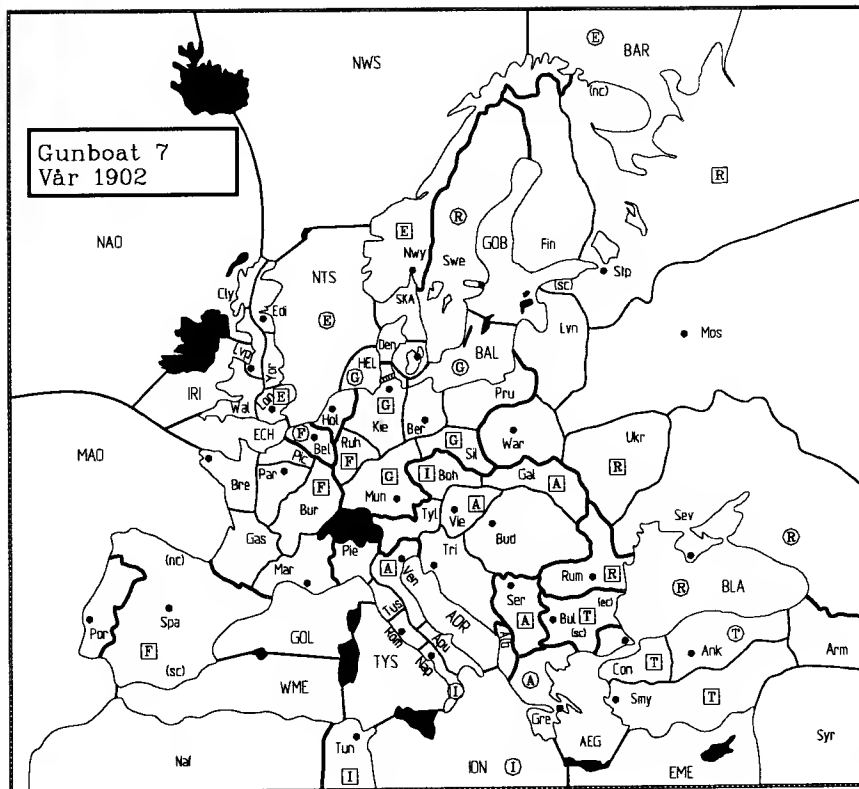 E
BAR
NWS
(nc)
Gunboat 7
Vår 1902
R
R
NAO
E
Nwy
GOB
Fin
Swe
Stp
NTS
SKA
(sc)
Cly
Edi
E
Lvn
Mos
Den
HEL
BAL
G
G
Lvp
Yor
IRI
Pru
Wal
Lon
E
Hol
G
Kie
Ber
War
Ukr
ECH
F
Bel
Ruh
G
Sil
MAO
Pic
F
I
Boh
Gal
R
Par
G
A
Bre
F
Mun
A
Sev
Bur
Tyl
Vie
Bud
R
Gas
Pie
Tri
(nc)
A
Ven
Rum
R
R
BLA
Mar
Ser
Tus
Bul
T
(ec)
Por
Spa
GOL
ADR
A
(sc)
T
Rom
Alb
Ank
F
TYS
Apu
Con
T
Arm
(sc)
Nap
A
WME
I
Smy
T
Gre
Tun
AEG
Syr
Naf
I
ION
I
EME